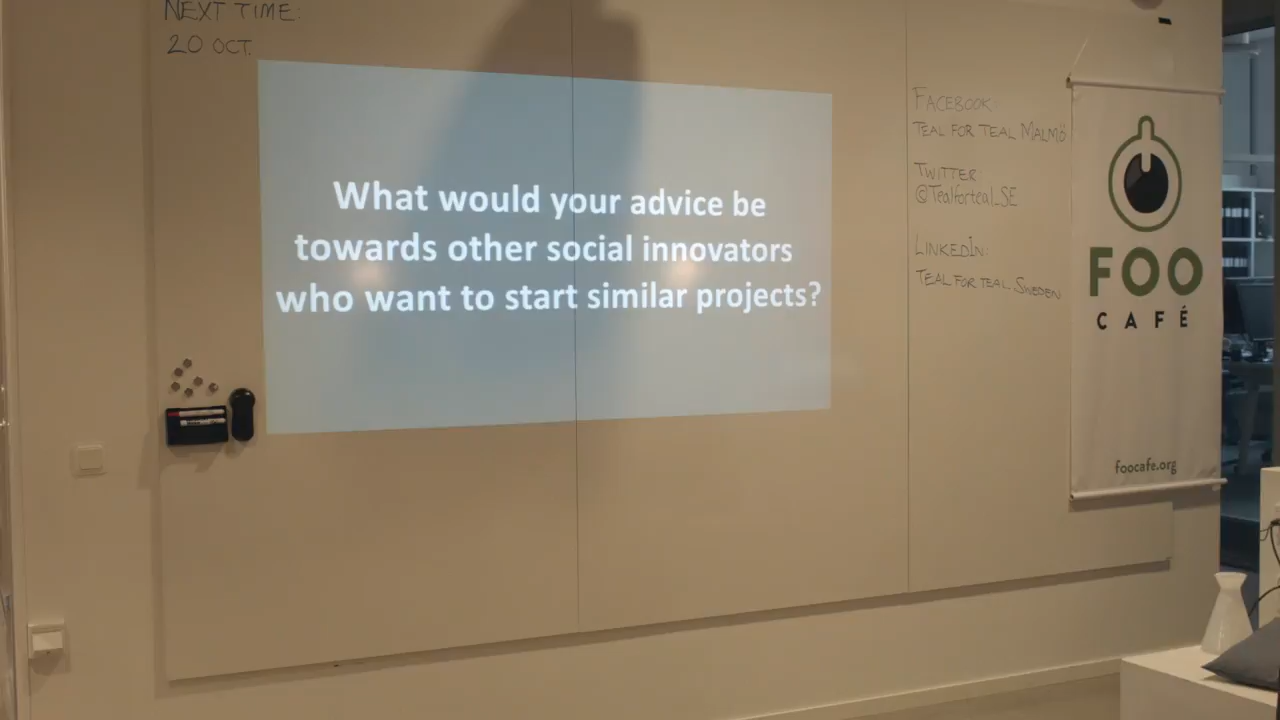 NEXT TIME:
20 OCT.
What would your advice be
towards other social innovators
who want to start similar projects?
FACEBOOK:
TEAL FOR TEAL MALMÖ
TWITTER:
@Tealforteal_SE
LINKEDIN:
TEAL FOR TEAL SWEDEN
FOO
CAFÉ
foocafe.org